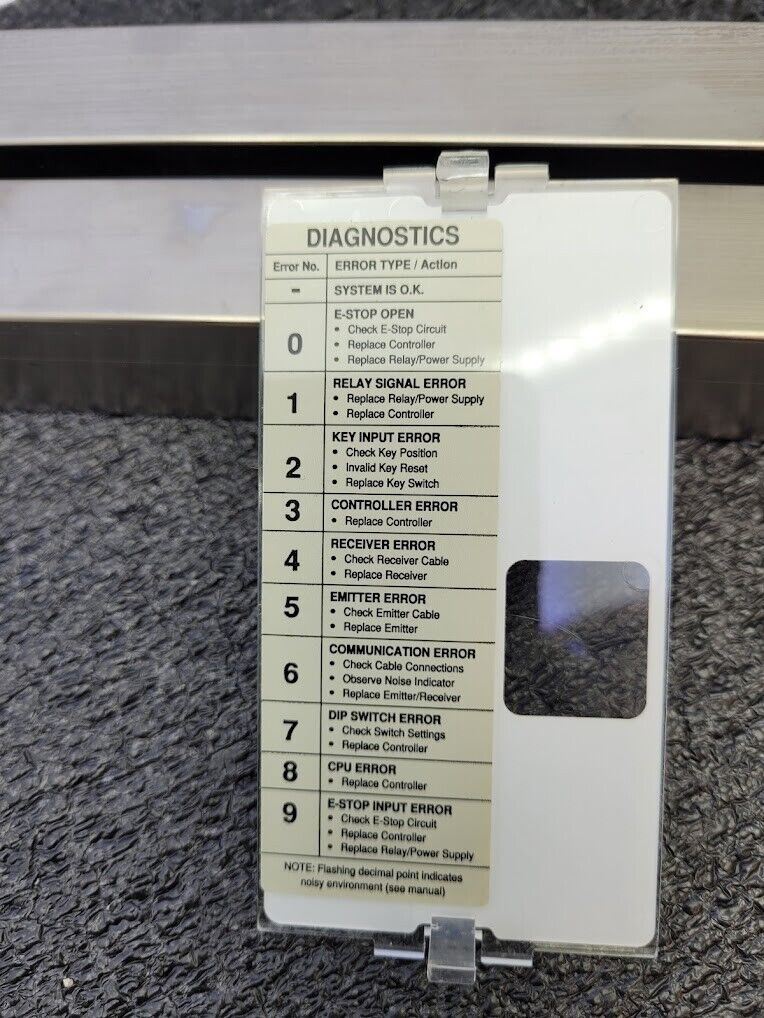 DIAGNOSTICS
Error No. ERROR TYPE / Action
- SYSTEM IS O.K.
0 E-STOP OPEN
• Check E-Stop Circuit
• Replace Controller
• Replace Relay/Power Supply
1 RELAY SIGNAL ERROR
• Replace Relay/Power Supply
• Replace Controller
2 KEY INPUT ERROR
• Check Key Position
• Invalid Key Reset
• Replace Key Switch
3 CONTROLLER ERROR
• Replace Controller
4 RECEIVER ERROR
• Check Receiver Cable
• Replace Receiver
5 EMITTER ERROR
• Check Emitter Cable
• Replace Emitter
6 COMMUNICATION ERROR
• Check Cable Connections
• Observe Noise Indicator
• Replace Emitter/Receiver
7 DIP SWITCH ERROR
• Check Switch Settings
• Replace Controller
8 CPU ERROR
• Replace Controller
9 E-STOP INPUT ERROR
• Check E-Stop Circuit
• Replace Controller
• Replace Relay/Power Supply
NOTE: Flashing decimal point indicates
noisy environment (see manual)